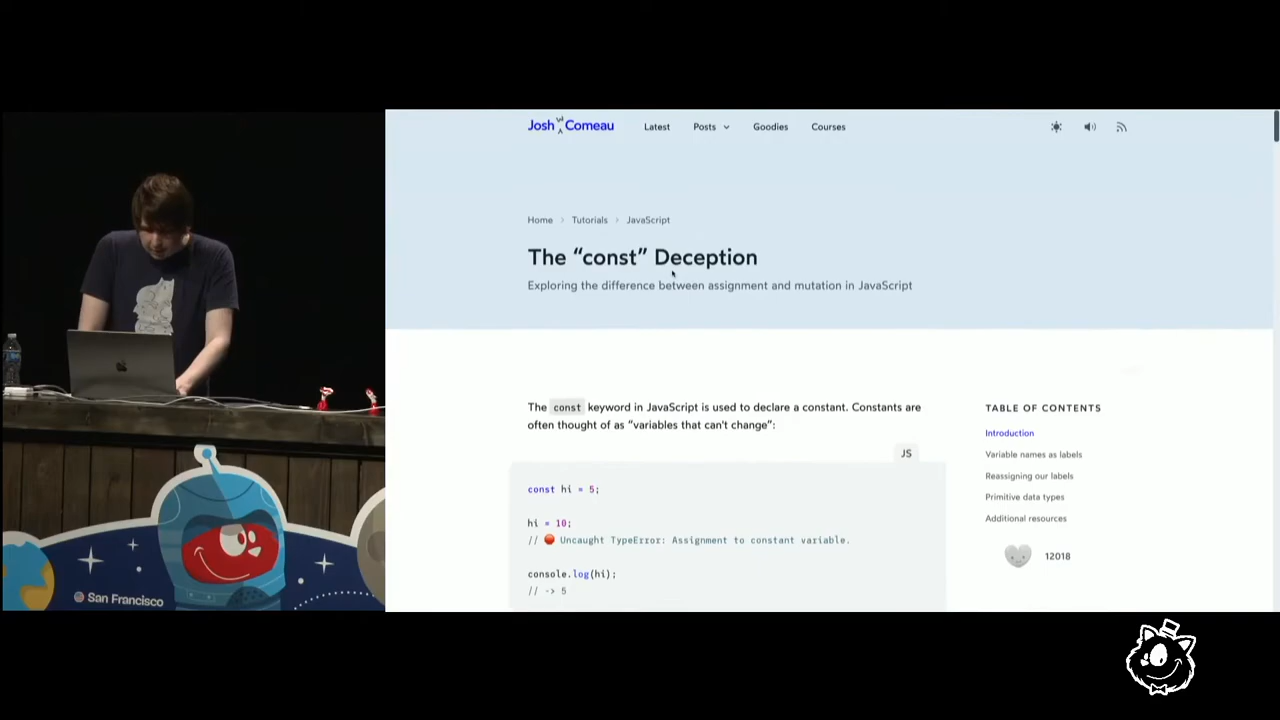 Josh W Comeau
Latest
Posts
Goodies
Courses
Home › Tutorials › JavaScript
The “const” Deception
Exploring the difference between assignment and mutation in JavaScript
The const keyword in JavaScript is used to declare a constant. Constants are
often thought of as “variables that can't change”:
JS
const hi = 5;
hi = 10;
// 🔴 Uncaught TypeError: Assignment to constant variable.
console.log(hi);
// -> 5
TABLE OF CONTENTS
Introduction
Variable names as labels
Reassigning our labels
Primitive data types
Additional resources
12018
San Francisco